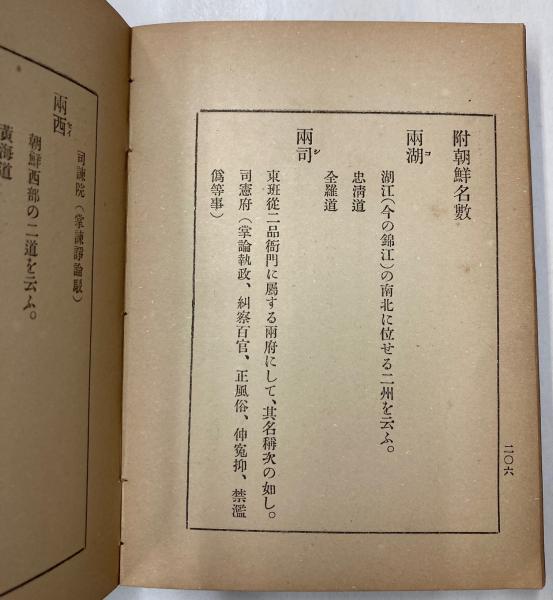 附朝鮮名數
兩湖コ
湖江(今の錦江)の南北に位せる二州を云ふ。
忠淸道
全羅道
兩司シ
東班從二品衙門に屬する兩府にして、其名稱次の如し。
司憲府(掌論執政、糾察百官、正風俗、伸寃抑、禁濫
僞等事)
二〇六
司諫院(掌諫諍論駁)
兩西セイ
朝鮮西部の二道を云ふ。
黃海道